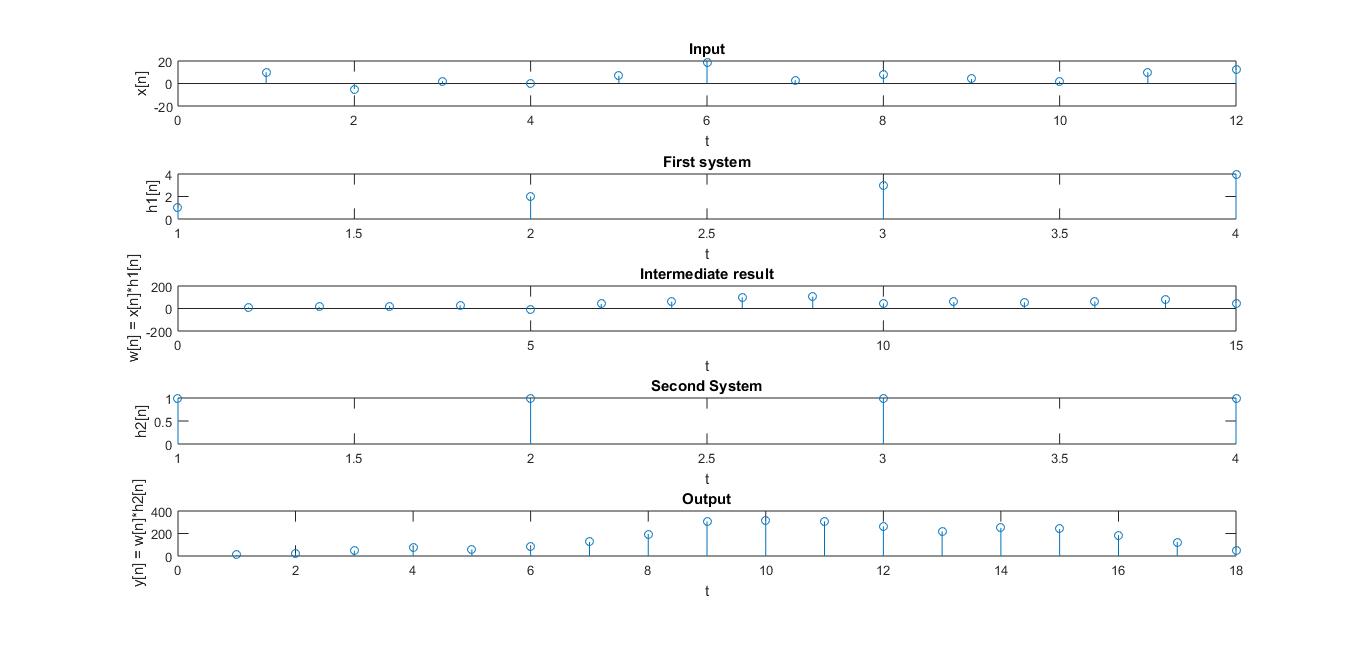 Input
x[n]
20
0
-20
0 2 4 6 8 10 12
t
First system
h1[n]
4
2
0
1 1.5 2 2.5 3 3.5 4
t
Intermediate result
w[n] = x[n]*h1[n]
200
0
-200
0 5 10 15
t
Second System
h2[n]
1
0.5
0
1 1.5 2 2.5 3 3.5 4
t
Output
y[n] = w[n]*h2[n]
400
200
0
0 2 4 6 8 10 12 14 16 18
t